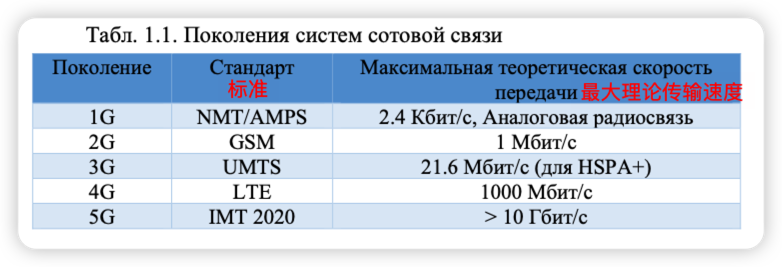 Табл. 1.1. Поколения систем сотовой связи
Поколение Стандарт Максимальная теоретическая скорость
标准 передачи 最大理论传输速度
1G NMT/AMPS 2.4 Кбит/с, Аналоговая радиосвязь
2G GSM 1 Мбит/с
3G UMTS 21.6 Мбит/с (для HSPA+)
4G LTE 1000 Мбит/с
5G IMT 2020 > 10 Гбит/с